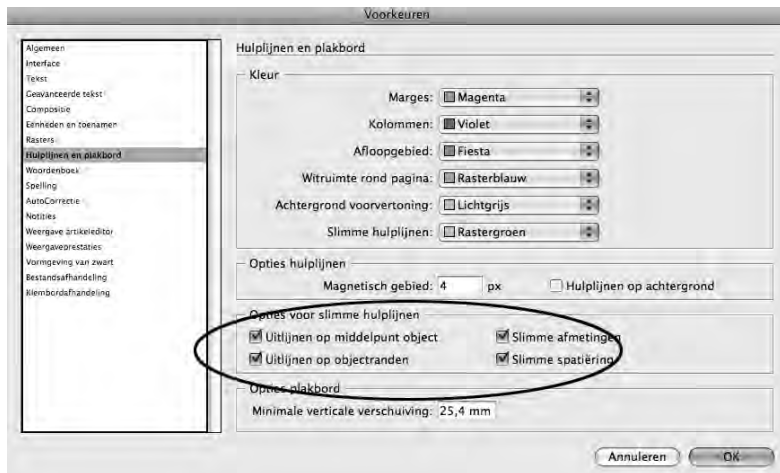 Voorkeuren
Algemeen
Interface
Tekst
Geavanceerde tekst
Compositie
Eenheden en toenamen
Rasters
Hulplijnen en plakbord
Woordenboek
Spelling
AutoCorrectie
Notities
Weergave artikeleditor
Weergaveprestaties
Vormgeving van zwart
Bestandsafhandeling
Klembordafhandeling
Hulplijnen en plakbord
Kleur
Marges: Magenta
Kolommen: Violet
Afloopgebied: Fiesta
Witruimte rond pagina: Rasterblauw
Achtergrond voorvertoning: Lichtgrijs
Slimme hulplijnen: Rastergroen
Opties hulplijnen
Magnetisch gebied: 4 px Hulplijnen op achtergrond
Opties voor slimme hulplijnen
Uitlijnen op middelpunt object Slimme afmetingen
Uitlijnen op objectranden Slimme spatiëring
Opties plakbord
Minimale verticale verschuiving: 25,4 mm
Annuleren OK